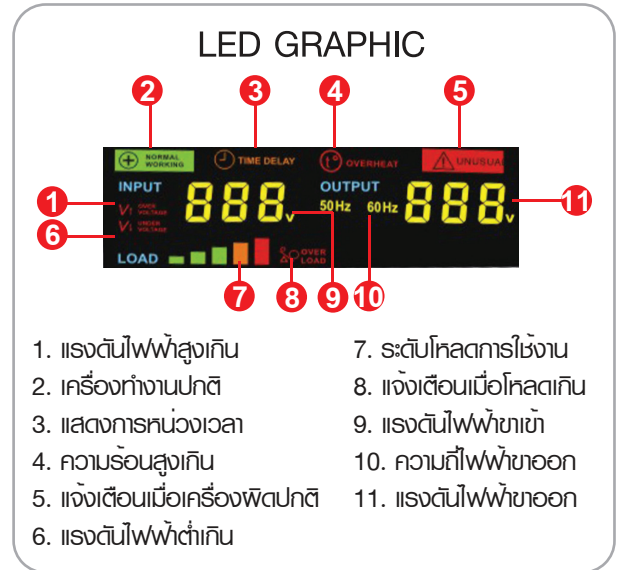 LED GRAPHIC
2 3 4 5
NORMAL WORKING TIME DELAY OVERHEAT UNUSUAL
INPUT OUTPUT
1 OVER VOLTAGE 888v 50Hz 60Hz 888v 11
6 UNDER VOLTAGE
LOAD OVER LOAD
7 8 9 10
1. แรงดันไฟฟ้าสูงเกิน
2. เครื่องทำงานปกติ
3. แสดงการหน่วงเวลา
4. ความร้อนสูงเกิน
5. แจ้งเตือนเมื่อเครื่องผิดปกติ
6. แรงดันไฟฟ้าต่ำเกิน
7. ระดับโหลดการใช้งาน
8. แจ้งเตือนเมื่อโหลดเกิน
9. แรงดันไฟฟ้าขาเข้า
10. ความถี่ไฟฟ้าขาออก
11. แรงดันไฟฟ้าขาออก